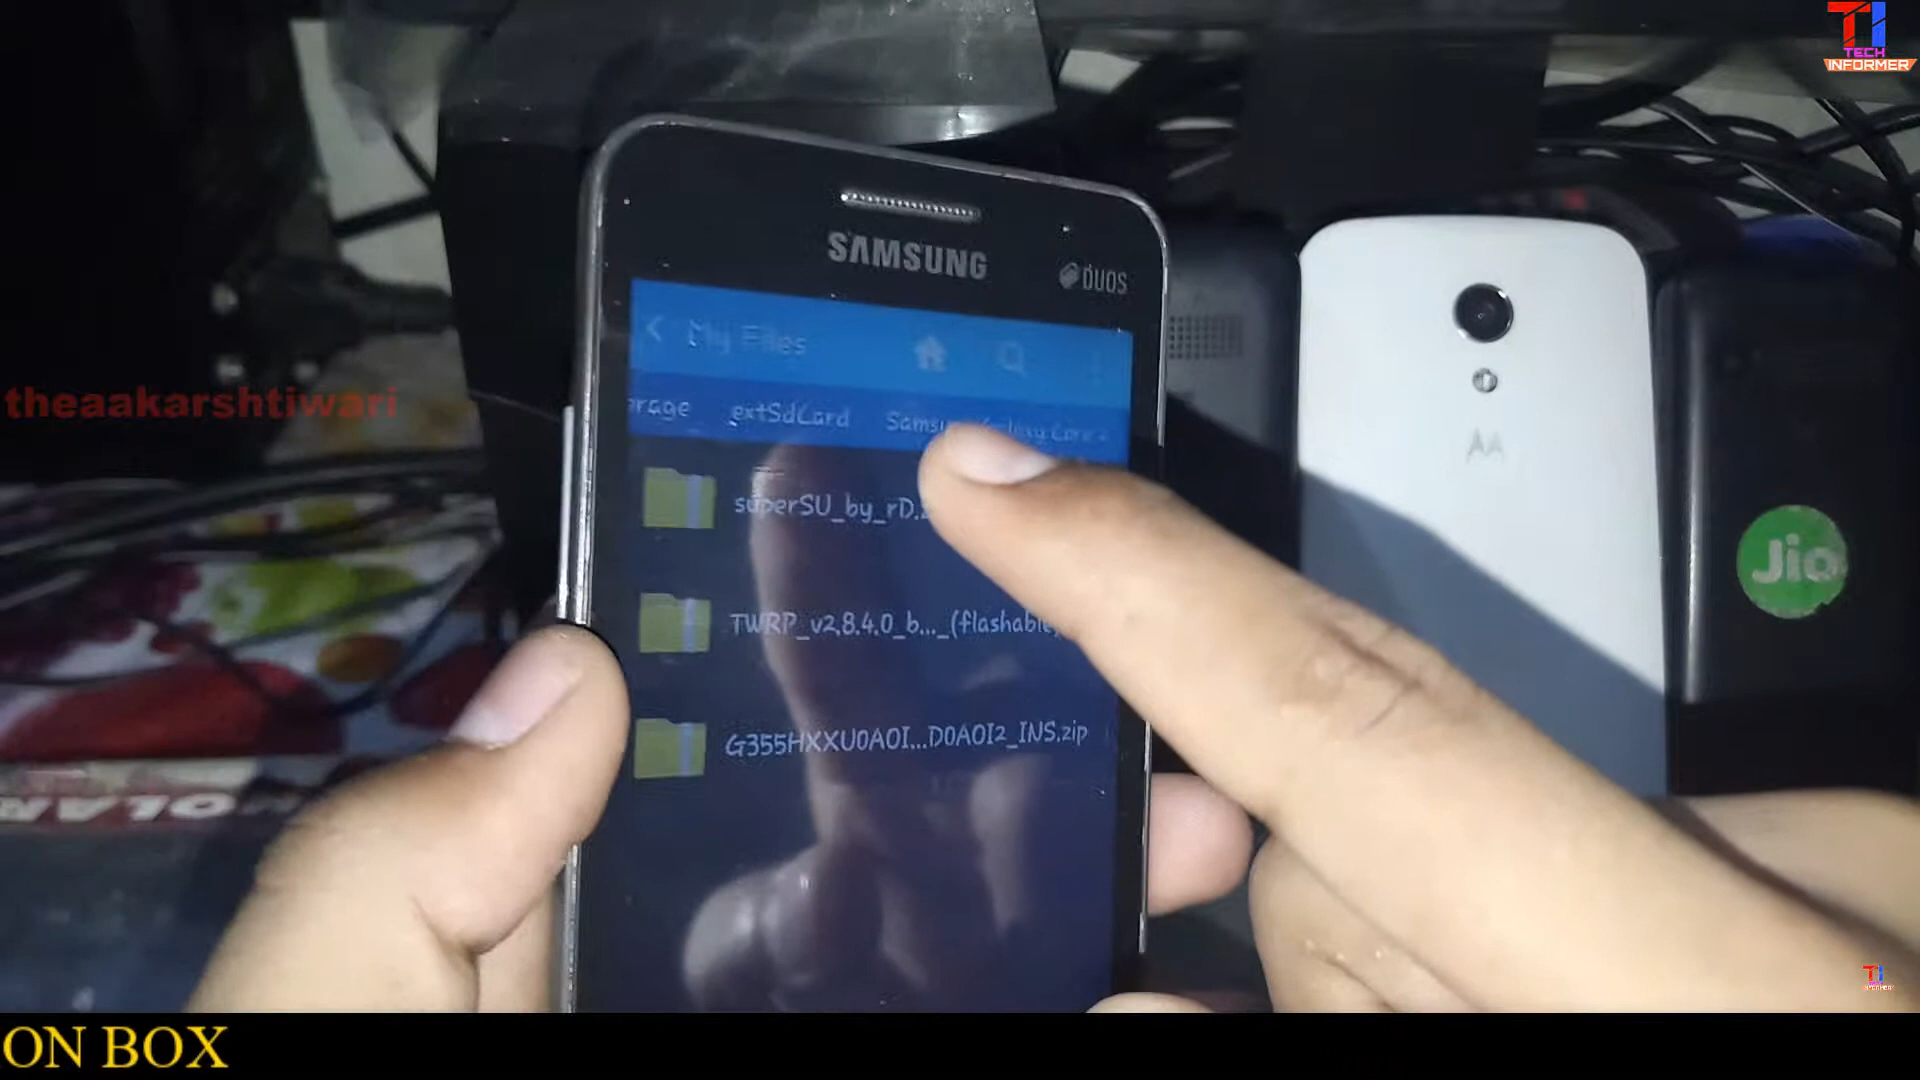 TI
TECH
INFORMER
SAMSUNG
DUOS
My Files
orage extSdCard
theaakarshtiwari
superSU_by_rD.
TWRP_v2.8.4.0_b..._(flashable)
G355HXXU0AOI...D0AOI2_INS.zip
Jio
ON BOX